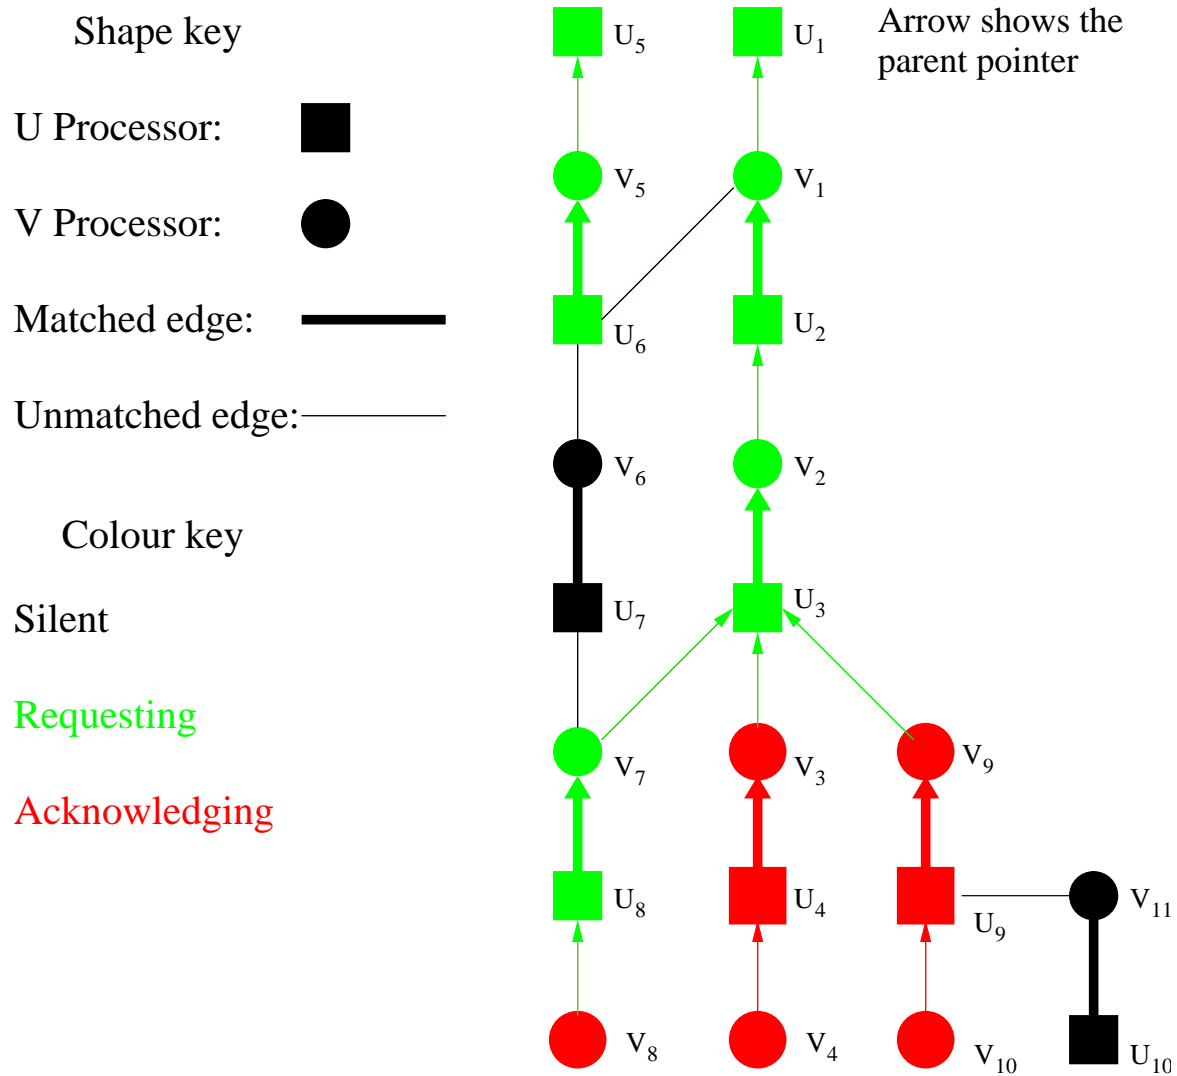 Shape key
U Processor:
V Processor:
Matched edge:
Unmatched edge:
Colour key
Silent
Requesting
Acknowledging
Arrow shows the
parent pointer
U5
U1
V5
V1
U6
U2
V6
V2
U7
U3
V7
V3
V9
U8
U4
U9
V11
V8
V4
V10
U10